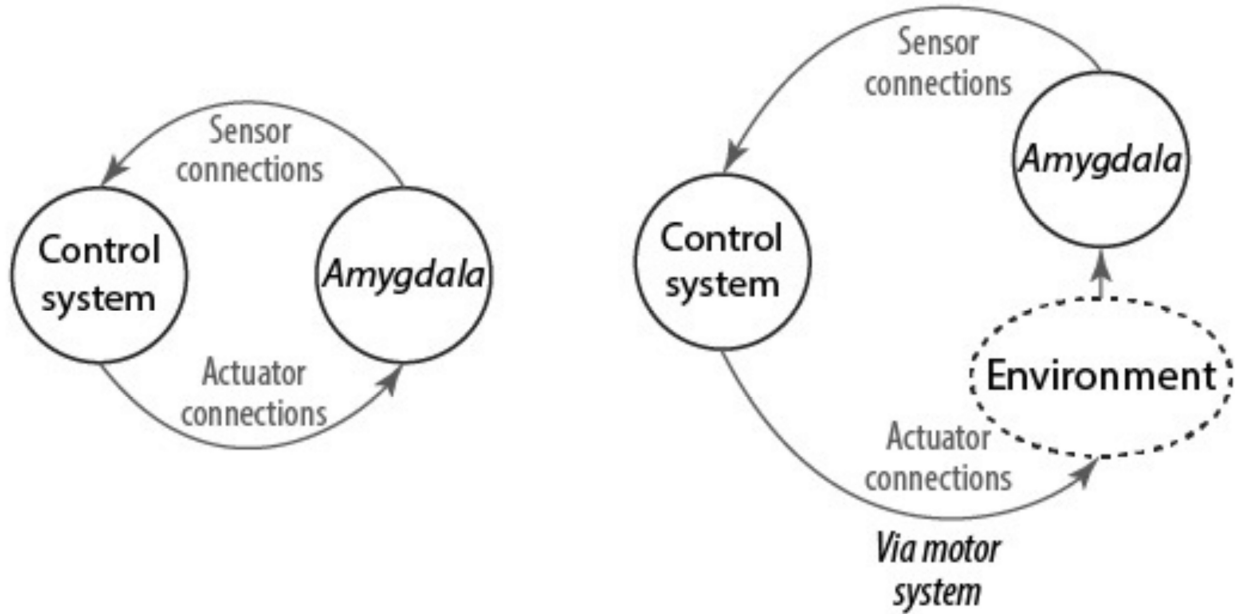 Sensor
connections
Control
system
Amygdala
Actuator
connections
Sensor
connections
Amygdala
Control
system
Environment
Actuator
connections
Via motor
system